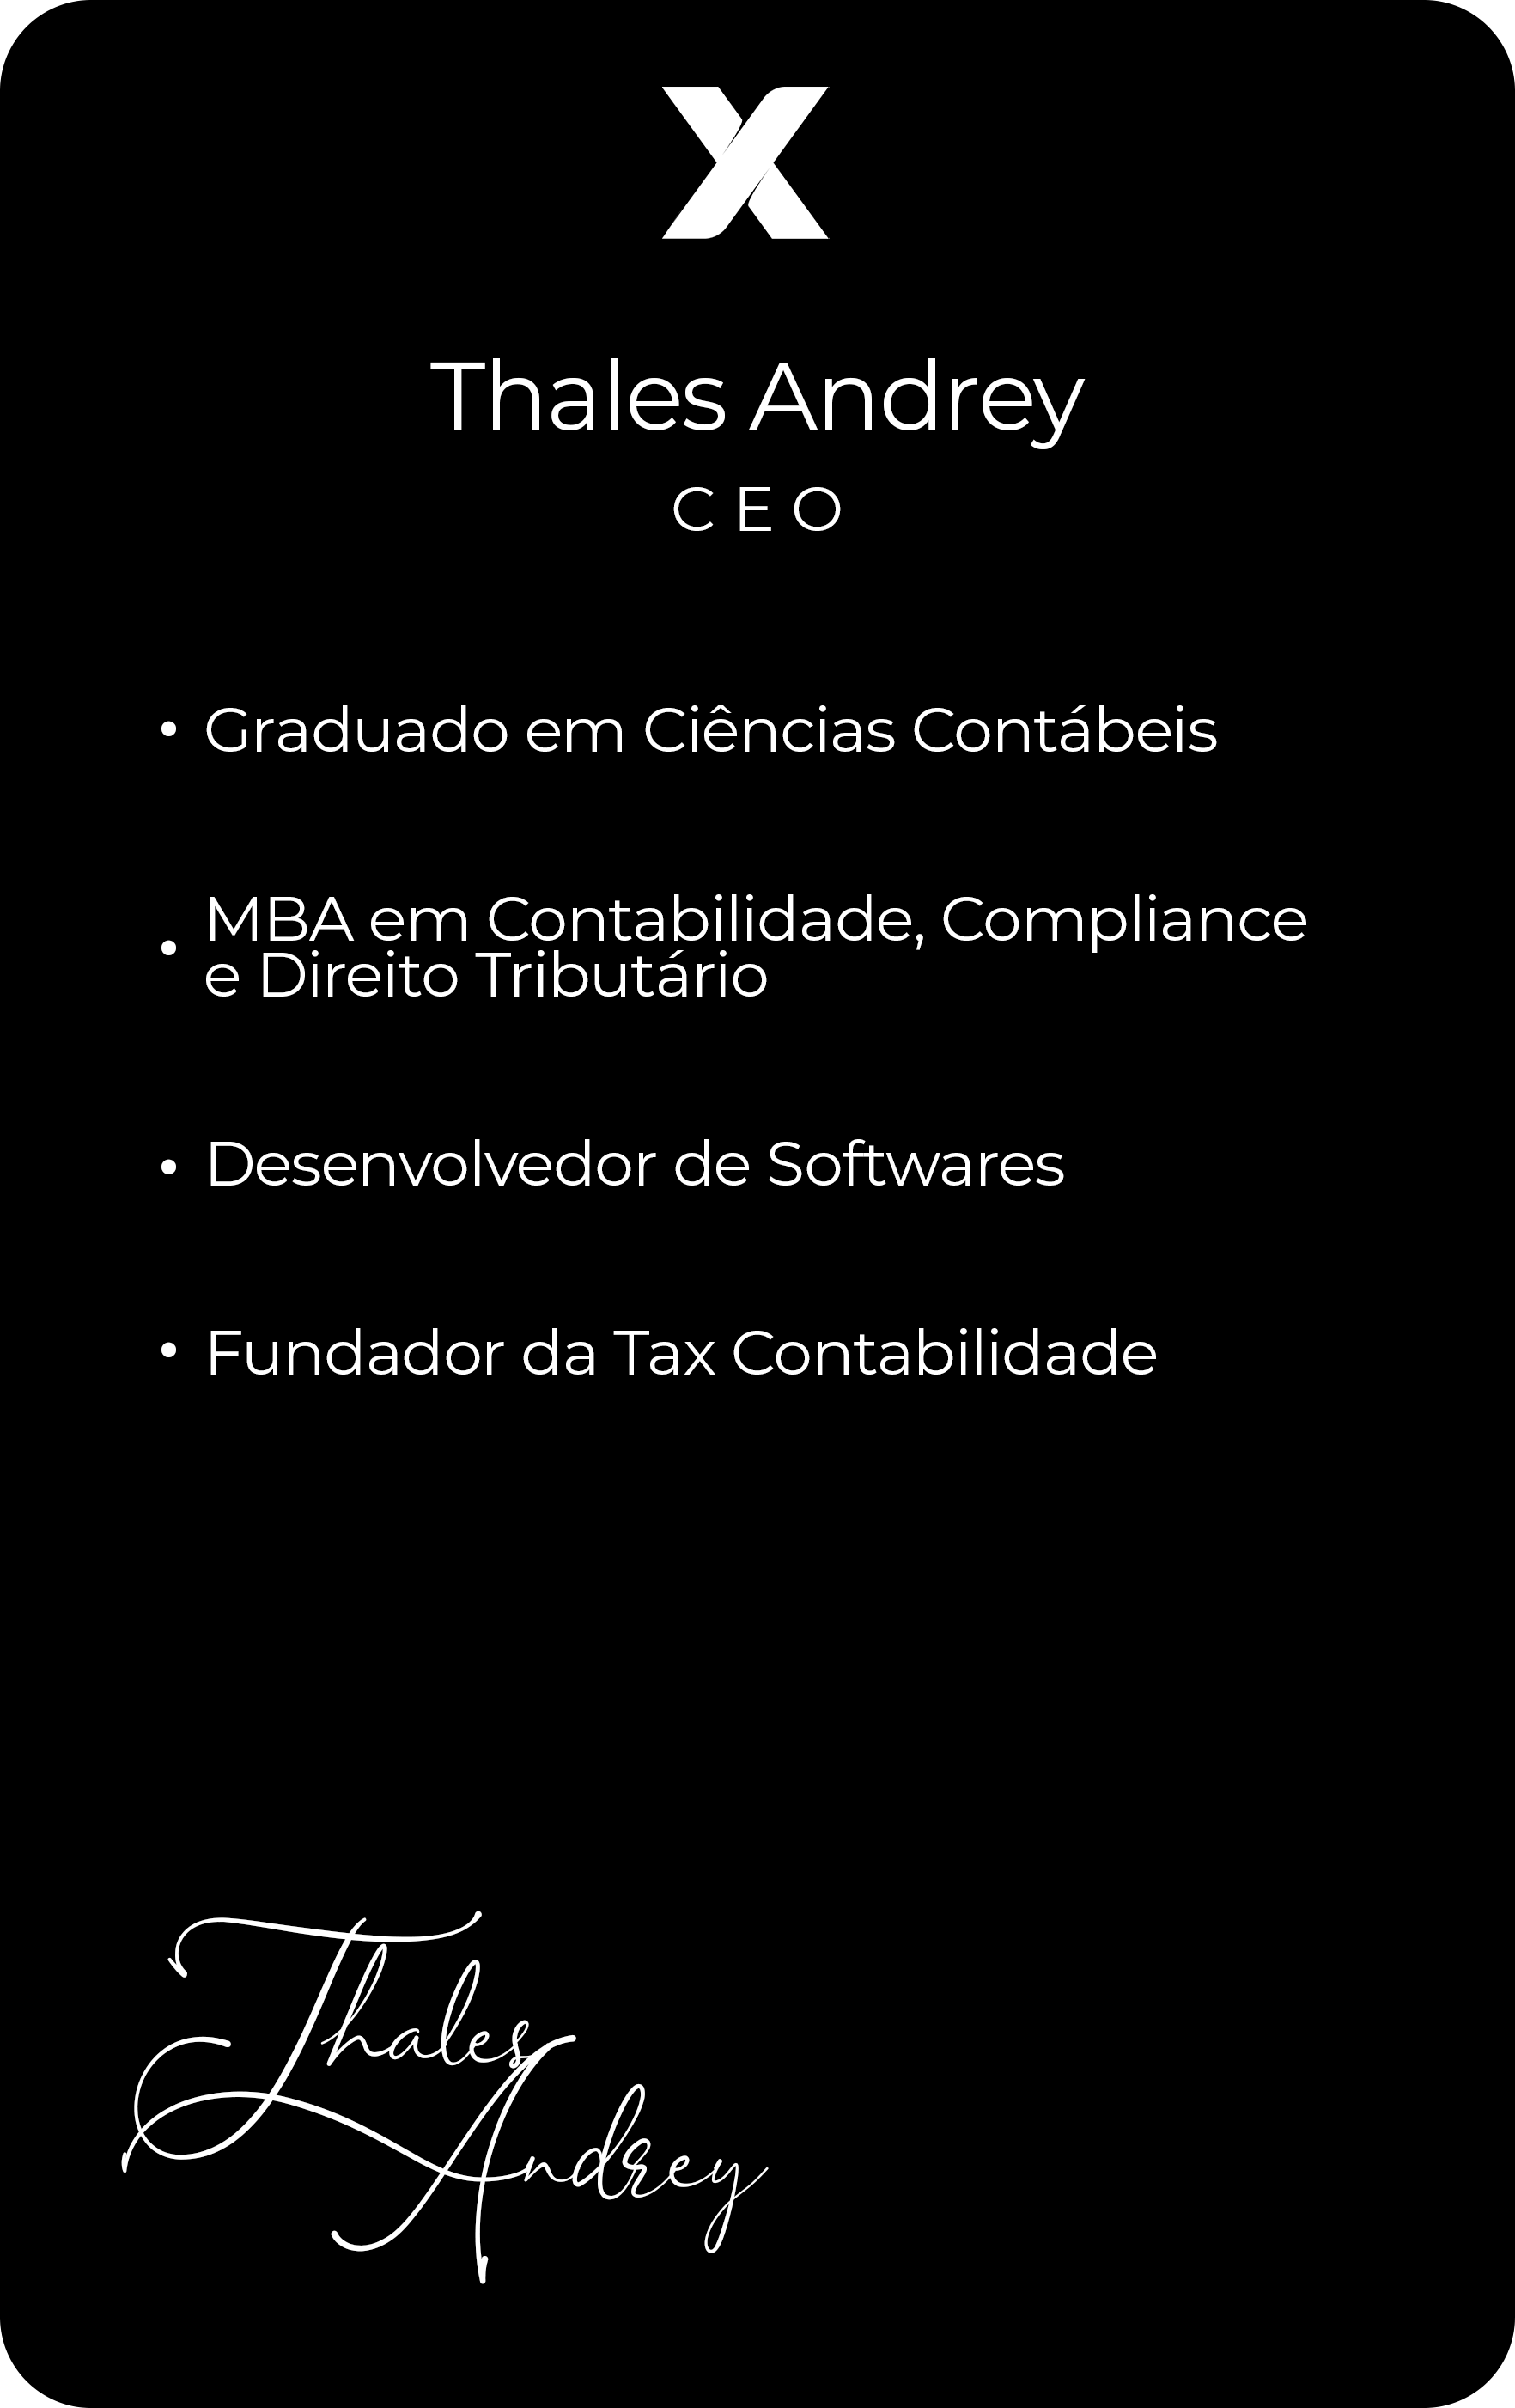 X
Thales Andrey
CEO
• Graduado em Ciências Contábeis
• MBA em Contabilidade, Compliance
e Direito Tributário
• Desenvolvedor de Softwares
• Fundador da Tax Contabilidade
Thales
Andrey